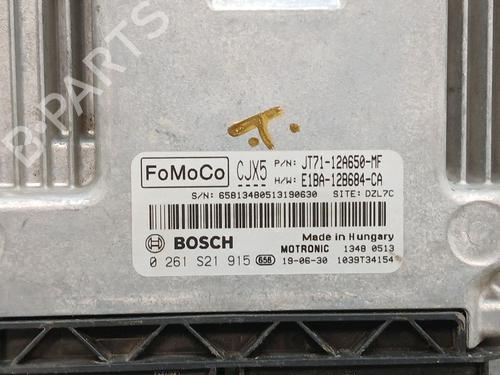 B-PARTS
T.
FoMoCo CJX5 P/N: JT71-12A650-MF
H/W: E1BA-12B684-CA
S/N: 65813480513190630 SITE: DZL7C
BOSCH Made in Hungary
MOTRONIC 1348 0513
0 261 S21 915 658 19-06-30 1039T34154